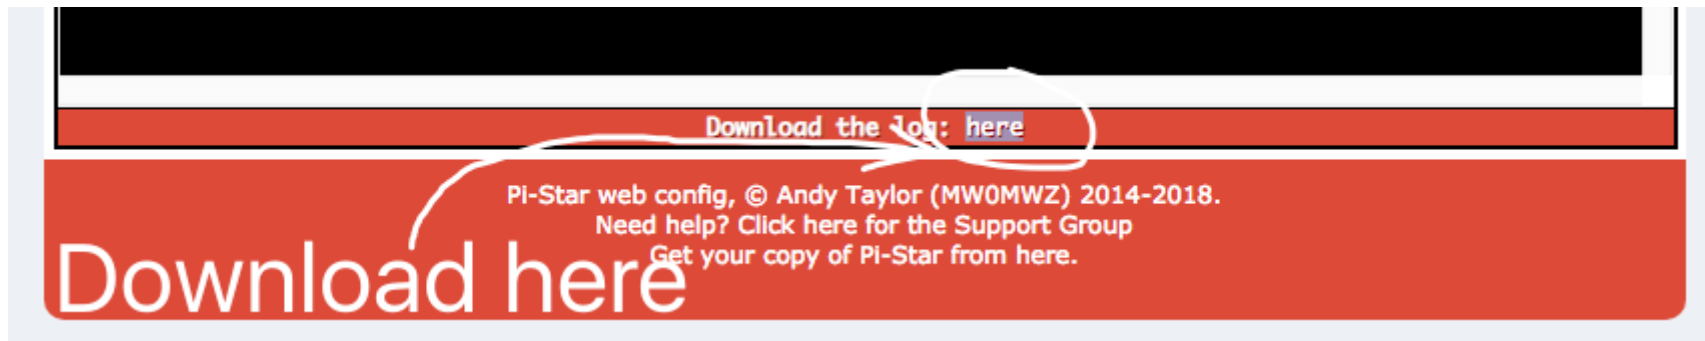 Download the log: here
Pi-Star web config, © Andy Taylor (MW0MWZ) 2014-2018.
Need help? Click here for the Support Group
Get your copy of Pi-Star from here.
Download here